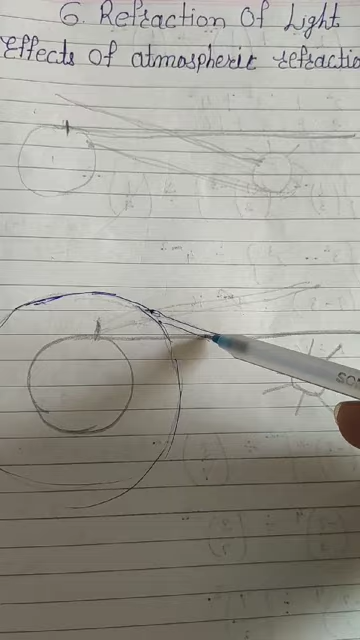 6. Refraction Of Light
Effects of atmospheric refractio